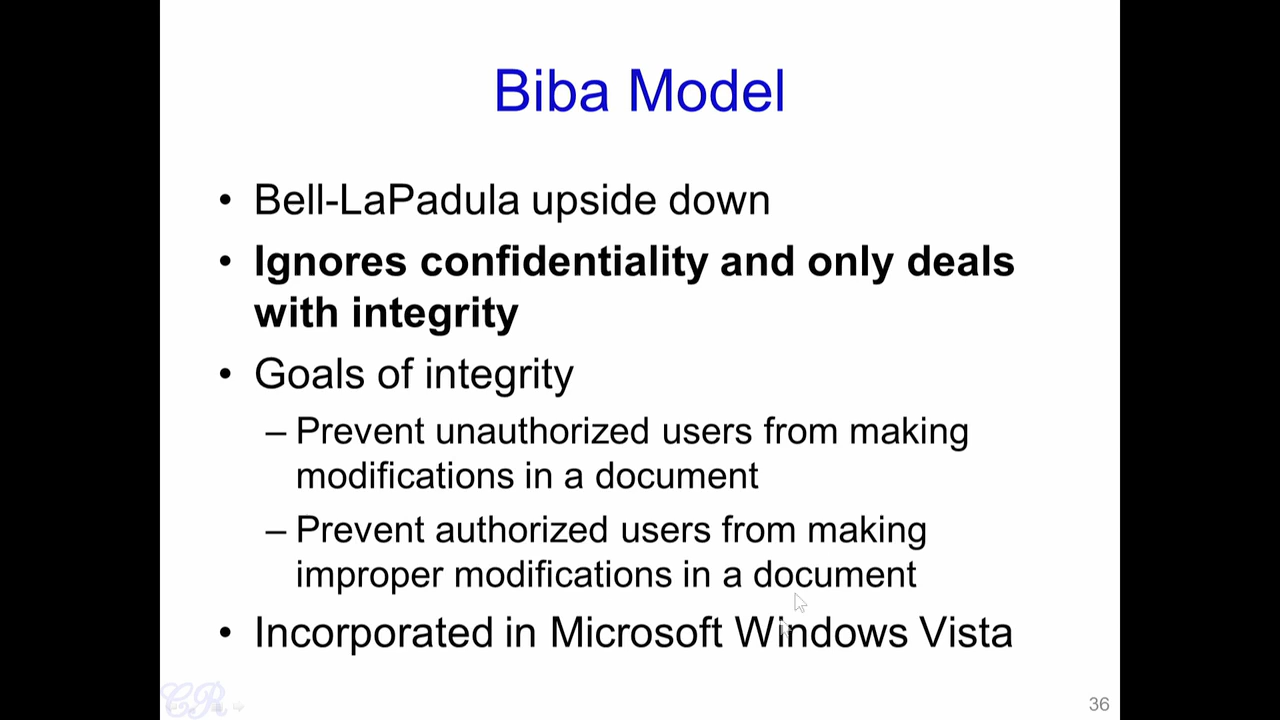 Biba Model
• Bell-LaPadula upside down
• Ignores confidentiality and only deals
with integrity
• Goals of integrity
– Prevent unauthorized users from making
modifications in a document
– Prevent authorized users from making
improper modifications in a document
• Incorporated in Microsoft Windows Vista
CR
36